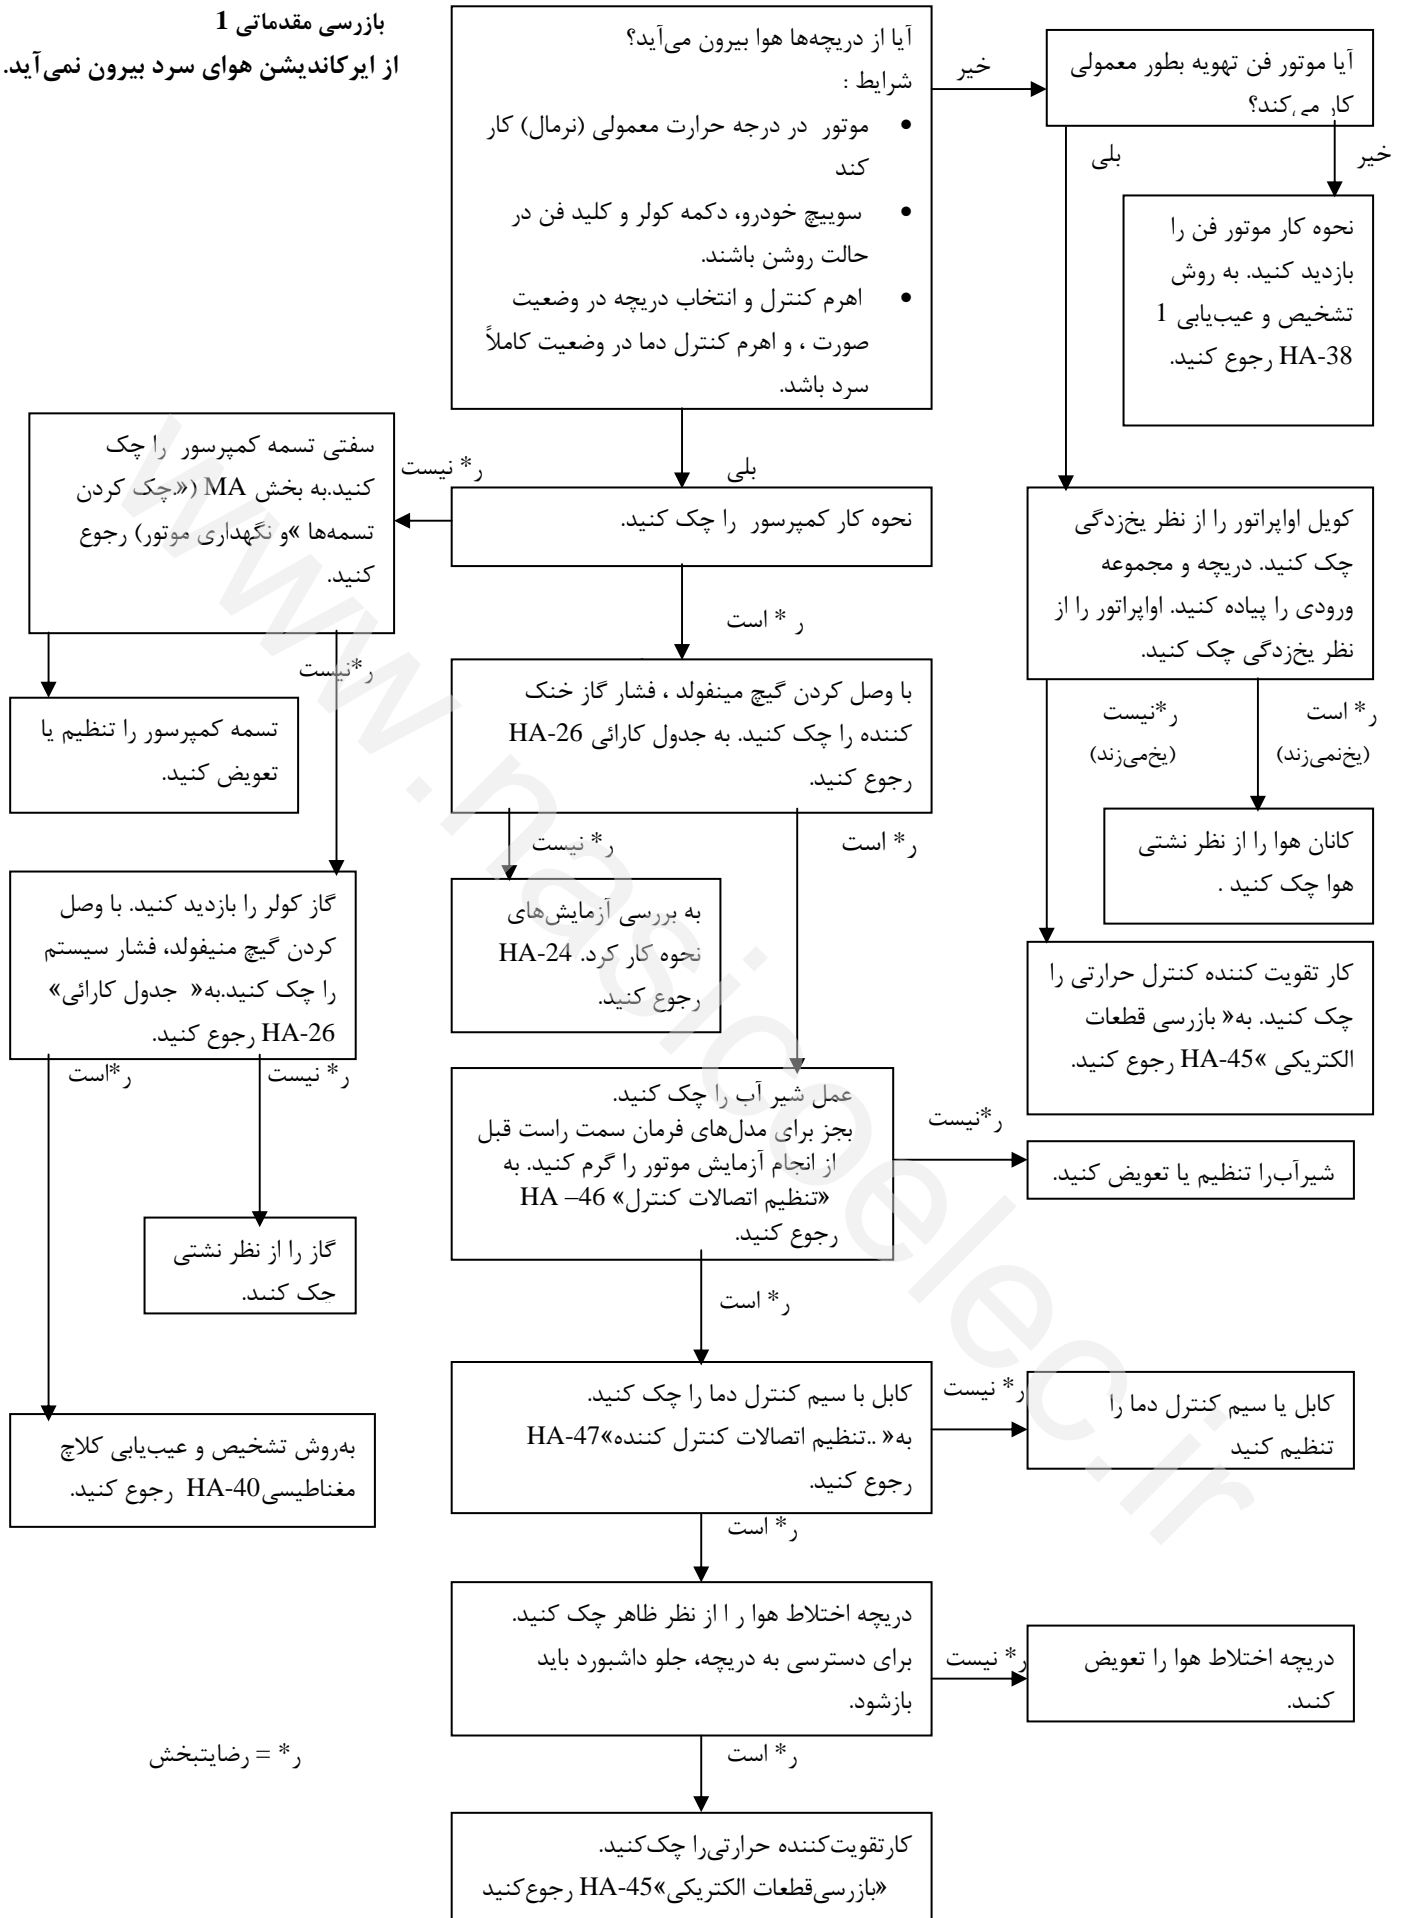 بازرسی مقدماتی 1
از ایرکاندیشن هوای سرد بیرون نمی‌آید.
آیا از دریچه‌ها هوا بیرون می‌آید؟
شرایط :
• موتور در درجه حرارت معمولی (نرمال) کار
کند
• سوییچ خودرو، دکمه کولر و کلید فن در
حالت روشن باشند.
• اهرم کنترل و انتخاب دریچه در وضعیت
صورت ، و اهرم کنترل دما در وضعیت کاملاً
سرد باشد.
خیر
آیا موتور فن تهویه بطور معمولی
کار می‌کند؟
بلی
خیر
نحوه کار موتور فن را
بازدید کنید. به روش
تشخیص و عیب‌یابی 1
HA-38 رجوع کنید.
بلی
نحوه کار کمپرسور را چک کنید.
ر* نیست
سفتی تسمه کمپرسور را چک
کنید.به بخش MA («.چک کردن
تسمه‌ها »و نگهداری موتور) رجوع
کنید.
کویل اواپراتور را از نظر یخ‌زدگی
چک کنید. دریچه و مجموعه
ورودی را پیاده کنید. اواپراتور را از
نظر یخ‌زدگی چک کنید.
ر * است
ر*نیست
تسمه کمپرسور را تنظیم یا
تعویض کنید.
با وصل کردن گیچ مینفولد ، فشار گاز خنک
کننده را چک کنید. به جدول کارائی HA-26
رجوع کنید.
ر* است
(یخ‌نمی‌زند)
ر*نیست
(یخ‌می‌زند)
کانان هوا را از نظر نشتی
هوا چک کنید .
ر* نیست
ر* است
به بررسی آزمایش‌های
نحوه کار کرد. HA-24
رجوع کنید.
گاز کولر را بازدید کنید. با وصل
کردن گیچ منیفولد، فشار سیستم
را چک کنید.به« جدول کارائی»
HA-26 رجوع کنید.
کار تقویت کننده کنترل حرارتی را
چک کنید. به« بازرسی قطعات
الکتریکی »HA-45 رجوع کنید.
ر*است
ر* نیست
عمل شیر آب را چک کنید.
بجز برای مدل‌های فرمان سمت راست قبل
از انجام آزمایش موتور را گرم کنید. به
«تنظیم اتصالات کنترل» HA –46
رجوع کنید.
ر*نیست
شیرآب‌را تنظیم یا تعویض کنید.
گاز را از نظر نشتی
چک کنید.
ر* است
کابل با سیم کنترل دما را چک کنید.
به« ..تنظیم اتصالات کنترل کننده»HA-47
رجوع کنید.
ر* نیست
کابل یا سیم کنترل دما را
تنظیم کنید
به‌روش تشخیص و عیب‌یابی کلاچ
مغناطیسی‌HA-40 رجوع کنید.
ر* است
دریچه اختلاط هوا ر ا از نظر ظاهر چک کنید.
برای دسترسی به دریچه، جلو داشبورد باید
بازشود.
ر* نیست
دریچه اختلاط هوا را تعویض
کنید.
ر* = رضایتبخش
ر* است
کارتقویت‌کننده حرارتی‌را چک‌کنید.
«بازرسی‌قطعات الکتریکی»HA-45 رجوع‌کنید
www.nasicoelec.ir